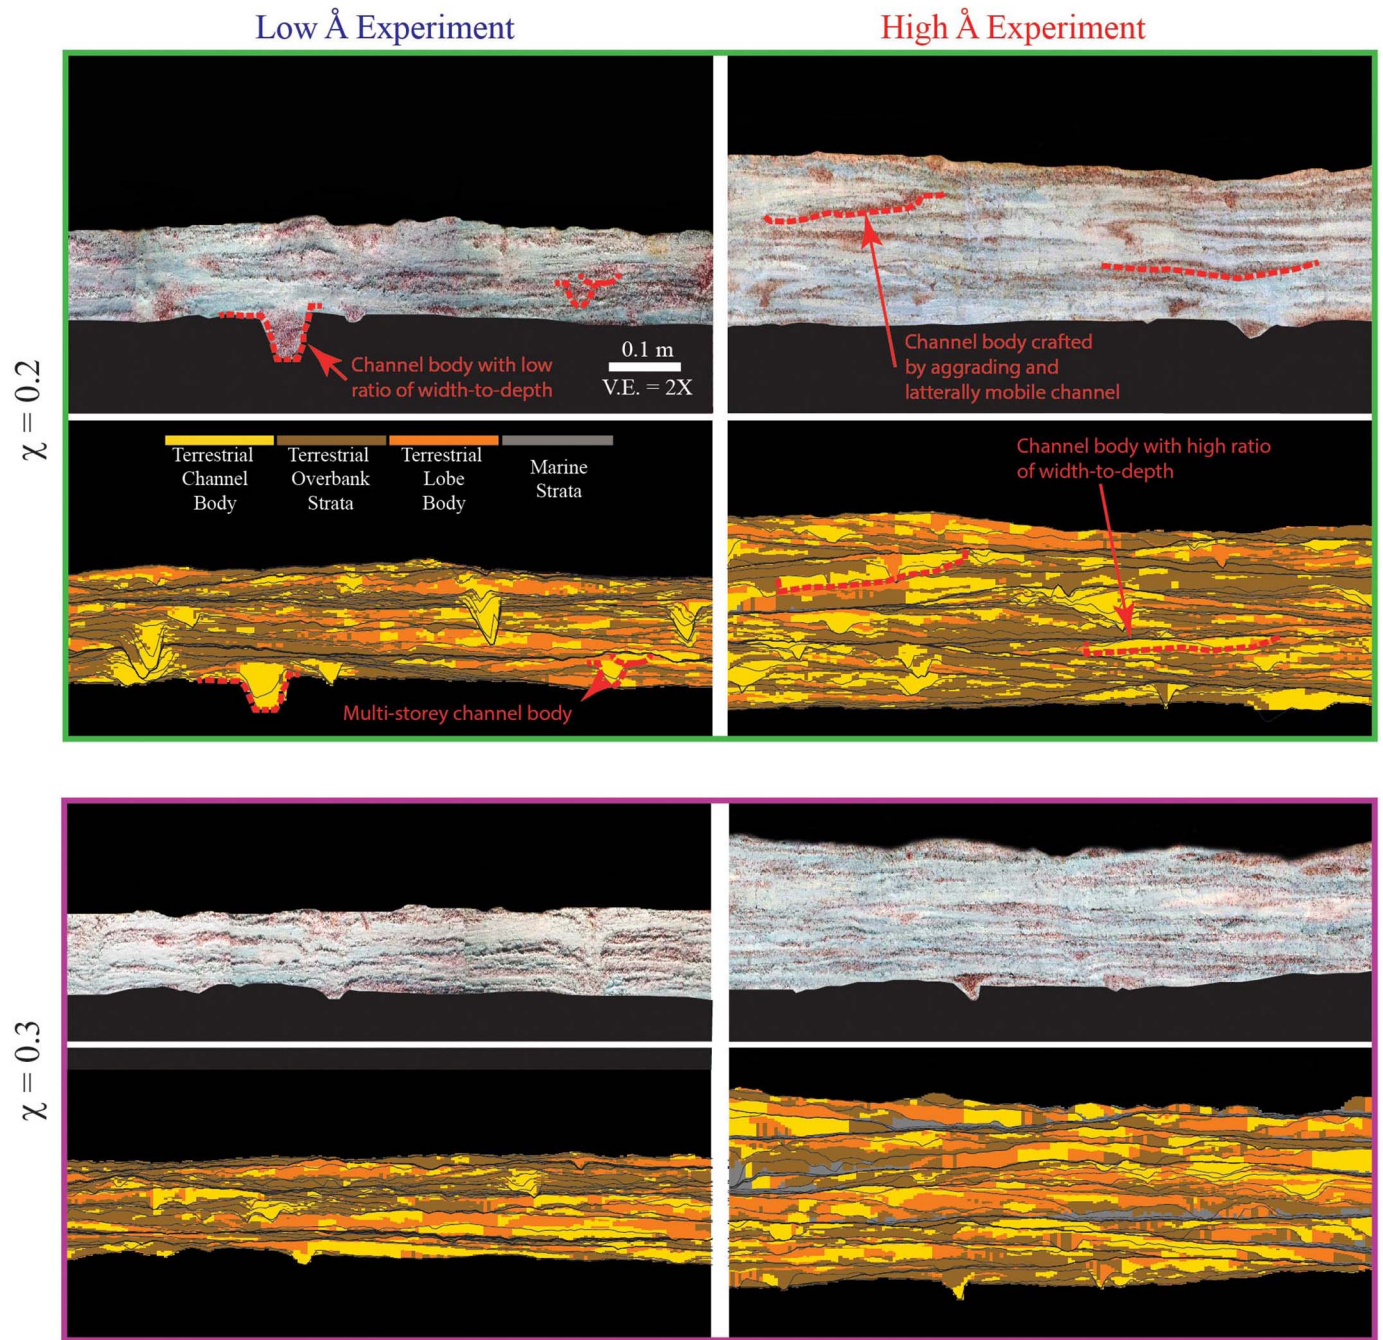 Low Å Experiment
High Å Experiment
χ = 0.2
Channel body with low
ratio of width-to-depth
0.1 m
V.E. = 2X
Channel body crafted
by aggrading and
latterally mobile channel
Terrestrial
Channel
Body
Terrestrial
Overbank
Strata
Terrestrial
Lobe
Body
Marine
Strata
Channel body with high ratio
of width-to-depth
Multi-storey channel body
χ = 0.3